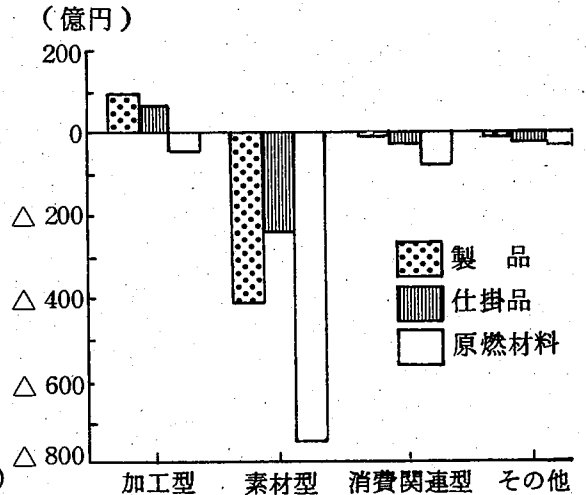 (億円)
200
0
△ 200
△ 400
△ 600
△ 800
製品
仕掛品
原燃材料
加工型 素材型 消費関連型 その他
)